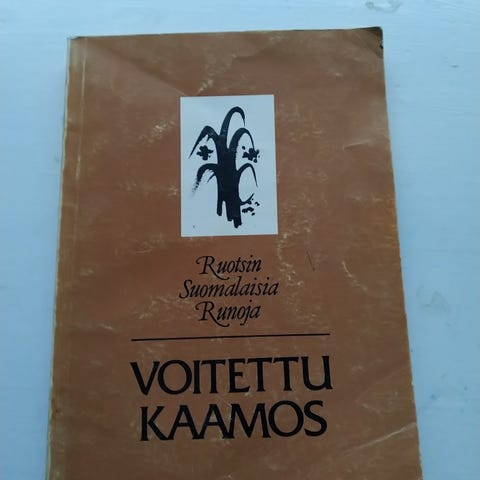 Ruotsin
Suomalaisia
Runoja
VOITETTU
KAAMOS